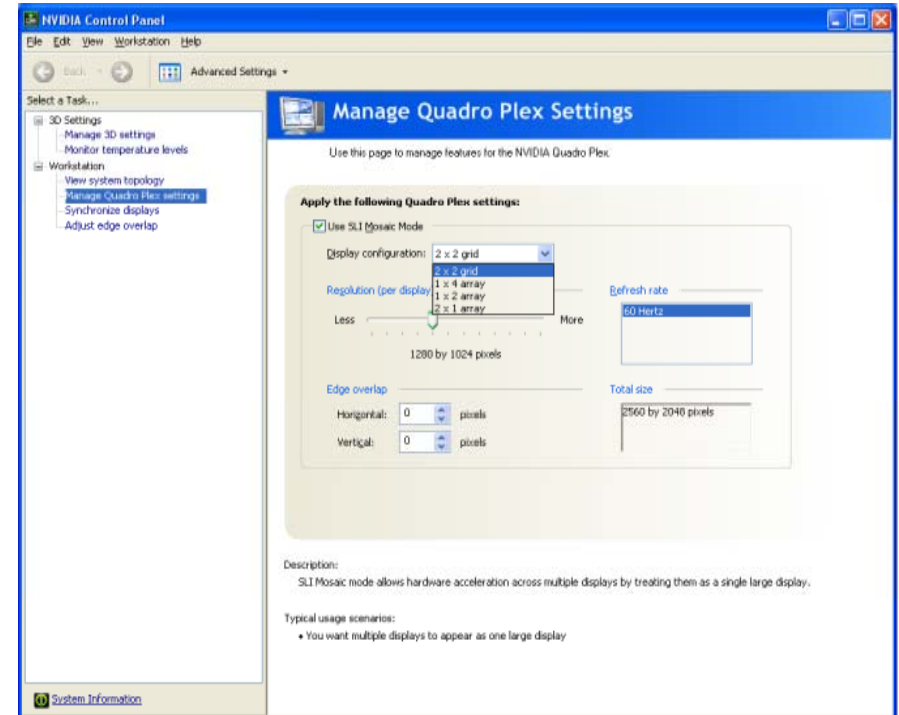 NVIDIA Control Panel
File Edit View Workstation Help
Back Advanced Settings
Select a Task...
3D Settings
Manage 3D settings
Monitor temperature levels
Workstation
View system topology
Manage Quadro Plex settings
Synchronize displays
Adjust edge overlap
System Information
Manage Quadro Plex Settings
Use this page to manage features for the NVIDIA Quadro Plex.
Apply the following Quadro Plex settings:
Use SLI Mosaic Mode
Display configuration: 2 x 2 grid
2 x 2 grid
1 x 4 array
1 x 2 array
2 x 1 array
Resolution (per display
Less More
1280 by 1024 pixels
Refresh rate
60 Hertz
Edge overlap
Horizontal: 0 pixels
Vertical: 0 pixels
Total size
2560 by 2048 pixels
Description:
SLI Mosaic mode allows hardware acceleration across multiple displays by treating them as a single large display.
Typical usage scenarios:
• You want multiple displays to appear as one large display